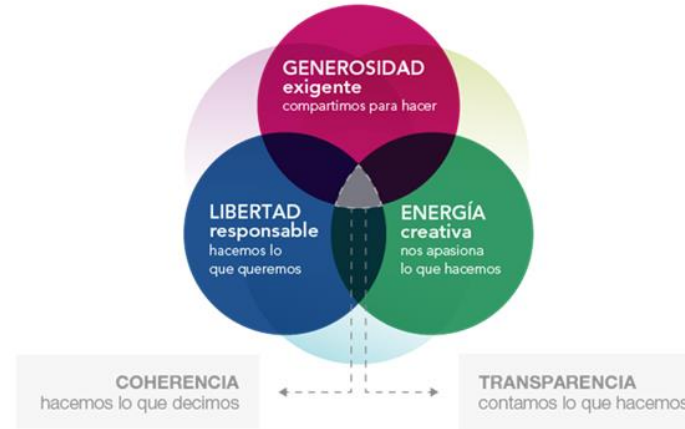 GENEROSIDAD
exigente
compartimos para hacer
LIBERTAD
responsable
hacemos lo
que queremos
ENERGÍA
creativa
nos apasiona
lo que hacemos
COHERENCIA
hacemos lo que decimos
TRANSPARENCIA
contamos lo que hacemos